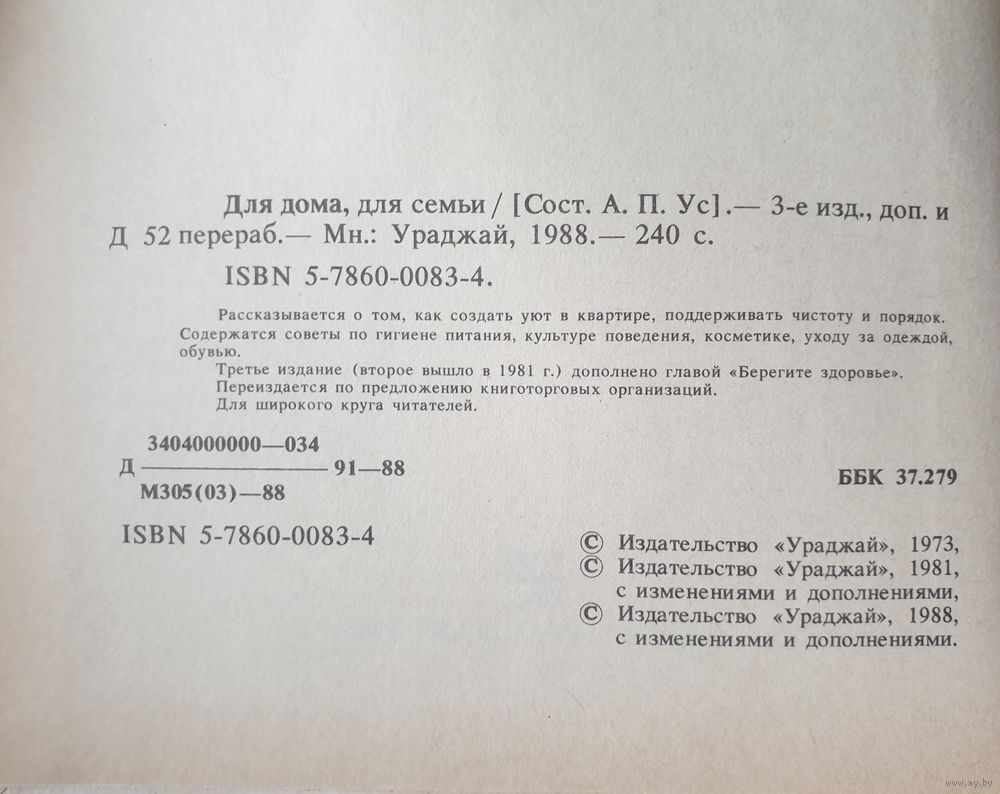 Для дома, для семьи / [Сост. А. П. Ус].— 3-е изд., доп. и
Д 52 перераб.— Мн.: Ураджай, 1988.— 240 с.
ISBN 5-7860-0083-4.
Рассказывается о том, как создать уют в квартире, поддерживать чистоту и порядок.
Содержатся советы по гигиене питания, культуре поведения, косметике, уходу за одеждой,
обувью.
Третье издание (второе вышло в 1981 г.) дополнено главой «Берегите здоровье».
Переиздается по предложению книготорговых организаций.
Для широкого круга читателей.
3404000000—034
Д ——— 91—88
М305(03)—88
ББК 37.279
ISBN 5-7860-0083-4
© Издательство «Ураджай», 1973,
© Издательство «Ураджай», 1981,
с изменениями и дополнениями,
© Издательство «Ураджай», 1988,
с изменениями и дополнениями.
www.ay.by